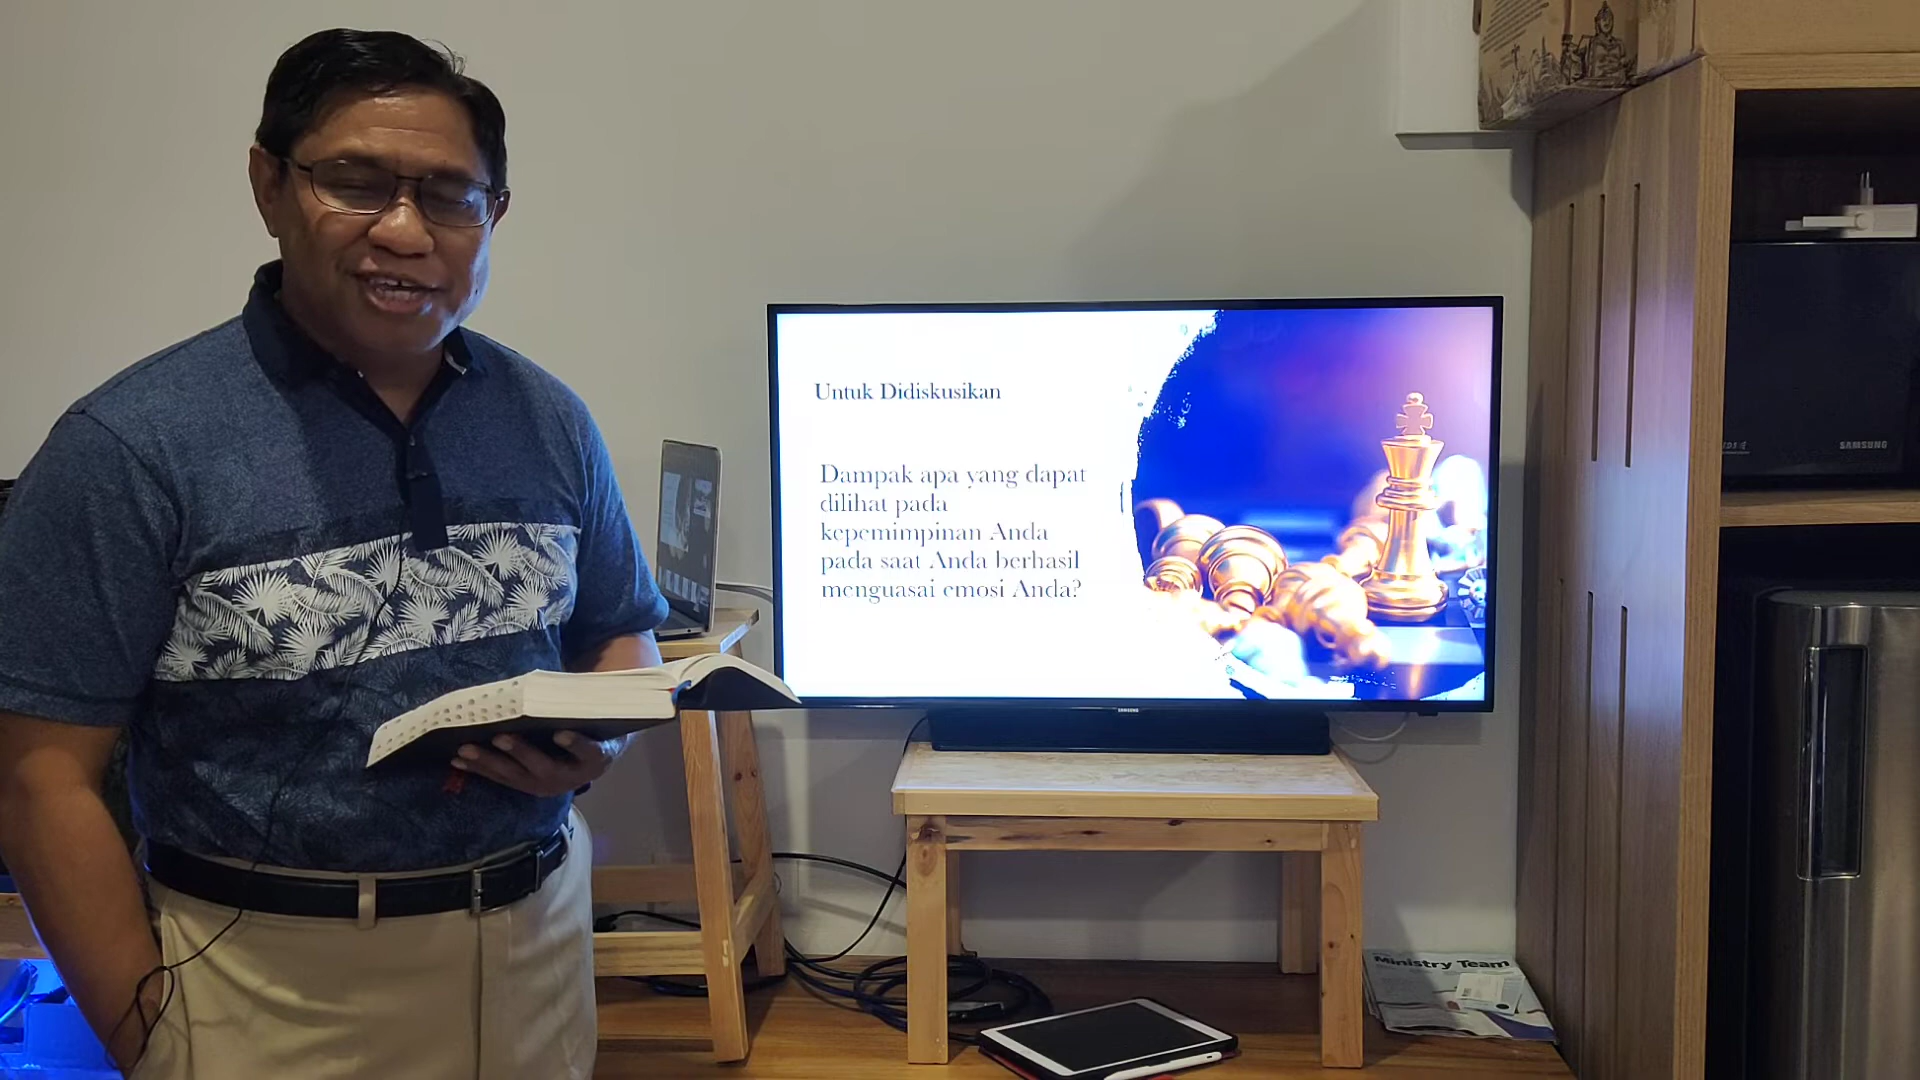 Untuk Didiskusikan
Dampak apa yang dapat
dilihat pada
kepemimpinan Anda
pada saat Anda berhasil
menguasai emosi Anda?
SAMSUNG
SAMSUNG
Ministry Team